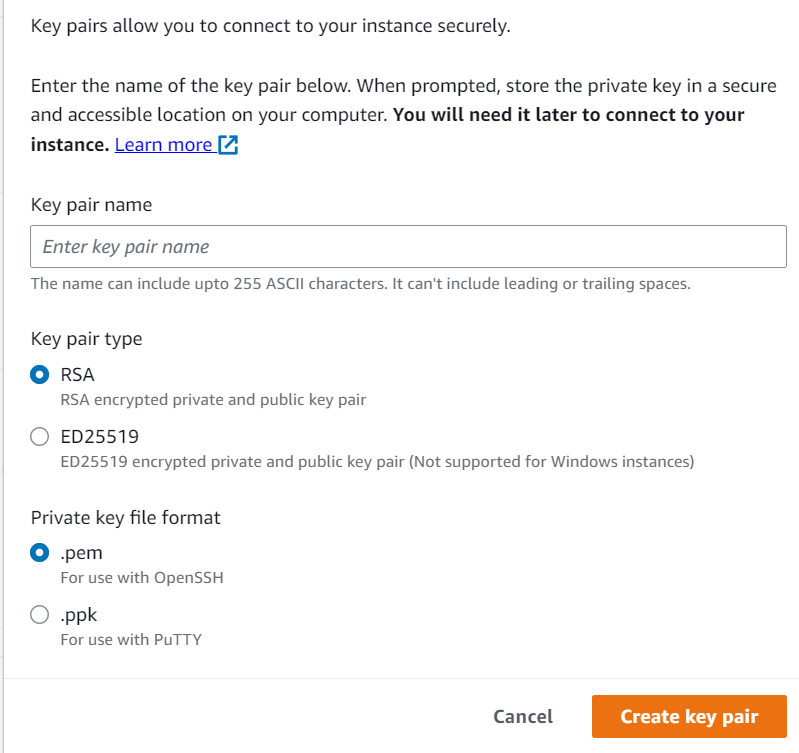 Key pairs allow you to connect to your instance securely.
Enter the name of the key pair below. When prompted, store the private key in a secure
and accessible location on your computer. You will need it later to connect to your
instance. Learn more
Key pair name
Enter key pair name
The name can include upto 255 ASCII characters. It can't include leading or trailing spaces.
Key pair type
RSA
RSA encrypted private and public key pair
ED25519
ED25519 encrypted private and public key pair (Not supported for Windows instances)
Private key file format
.pem
For use with OpenSSH
.ppk
For use with PuTTY
Cancel
Create key pair